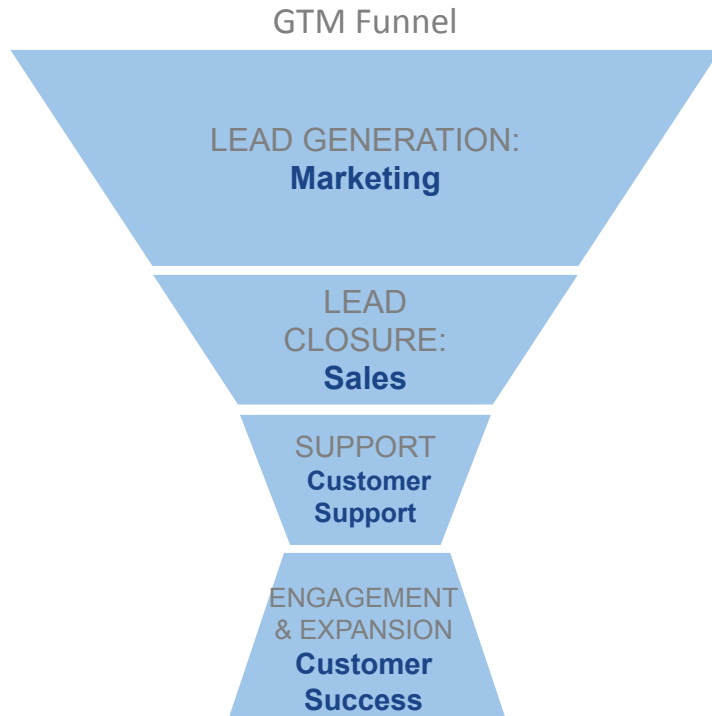 GTM Funnel
LEAD GENERATION:
Marketing
LEAD
CLOSURE:
Sales
SUPPORT
Customer
Support
ENGAGEMENT
& EXPANSION
Customer
Success